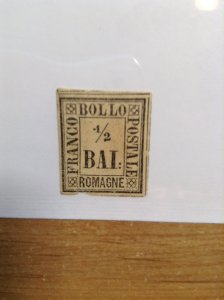 BOLLO
FRANCO
1/2
BAI:
POSTALE
ROMAGNE